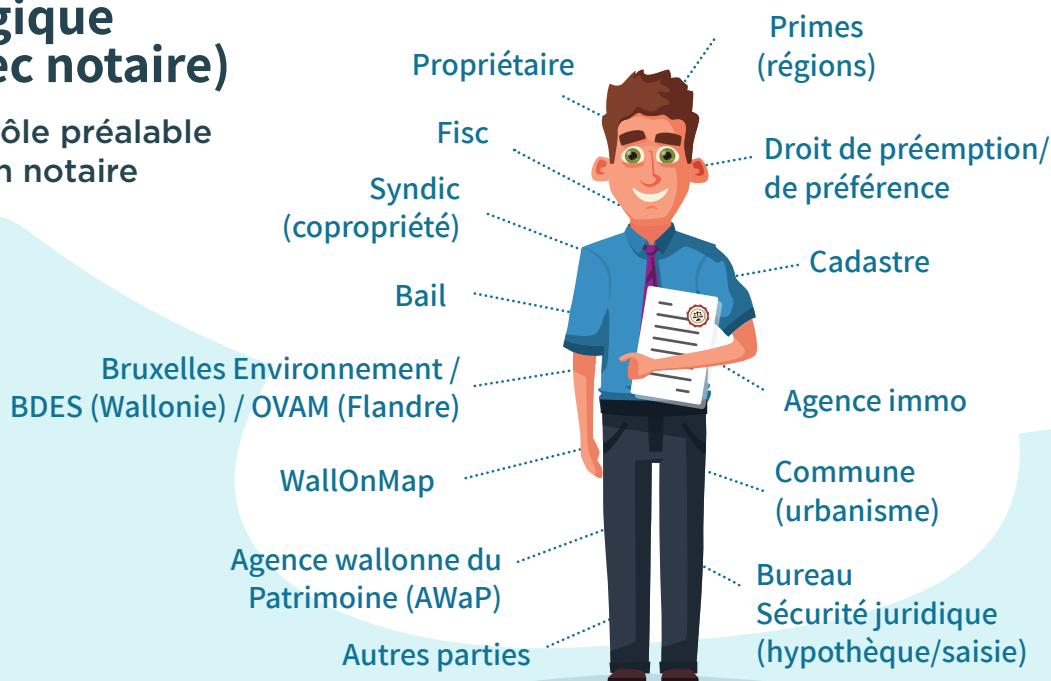 gique
ec notaire)
ôle préalable
n notaire
Propriétaire
Fisc
Syndic
(copropriété)
Bail
Bruxelles Environnement /
BDES (Wallonie) / OVAM (Flandre)
WallOnMap
Agence wallonne du
Patrimoine (AWaP)
Autres parties
Primes
(régions)
Droit de préemption/
de préférence
Cadastre
Agence immo
Commune
(urbanisme)
Bureau
Sécurité juridique
(hypothèque/saisie)